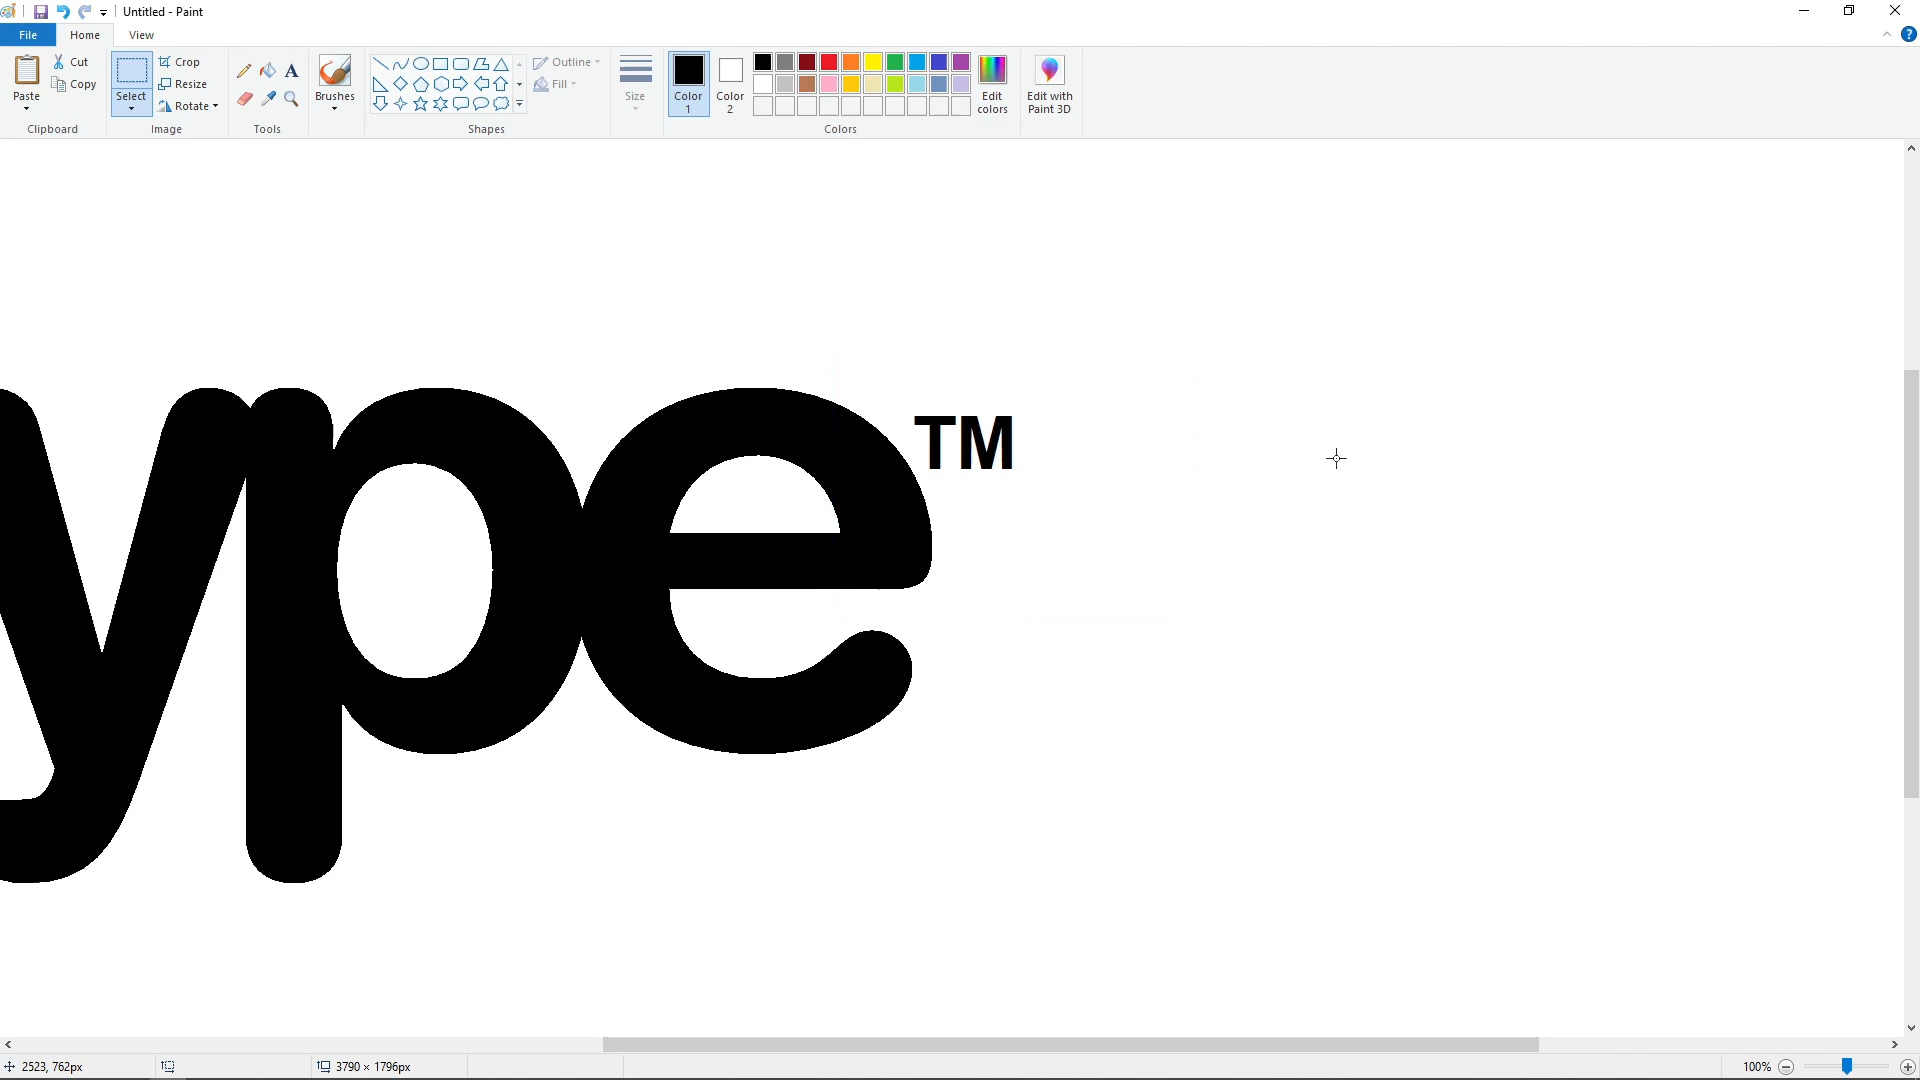 Untitled - Paint
File
Home
View
Paste
Cut
Copy
Clipboard
Select
Crop
Resize
Rotate
Image
Tools
Brushes
Shapes
Outline
Fill
Size
Color 1
Color 2
Edit colors
Colors
Edit with Paint 3D
ype™
2523, 762px
3790 × 1796px
100%